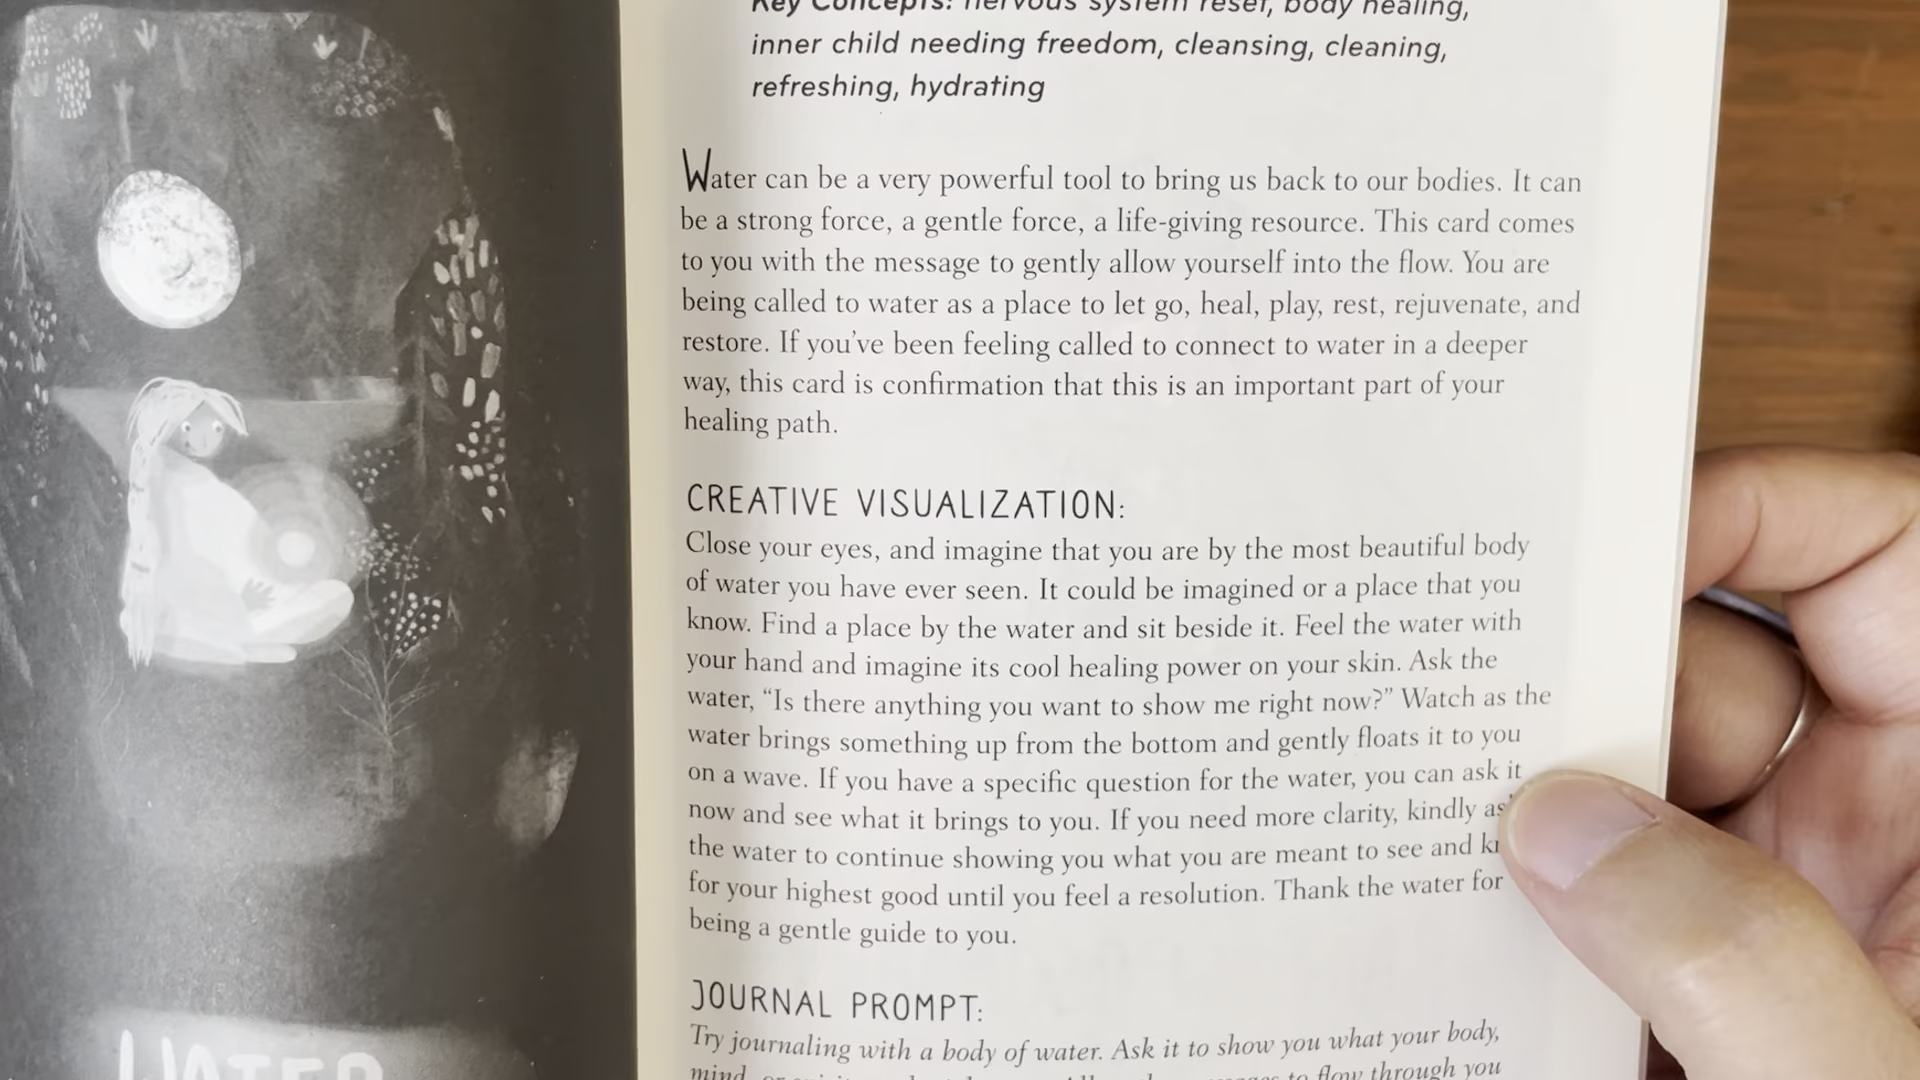 WATER
Key Concepts: nervous system reset, body healing,
inner child needing freedom, cleansing, cleaning,
refreshing, hydrating
Water can be a very powerful tool to bring us back to our bodies. It can
be a strong force, a gentle force, a life-giving resource. This card comes
to you with the message to gently allow yourself into the flow. You are
being called to water as a place to let go, heal, play, rest, rejuvenate, and
restore. If you’ve been feeling called to connect to water in a deeper
way, this card is confirmation that this is an important part of your
healing path.
CREATIVE VISUALIZATION:
Close your eyes, and imagine that you are by the most beautiful body
of water you have ever seen. It could be imagined or a place that you
know. Find a place by the water and sit beside it. Feel the water with
your hand and imagine its cool healing power on your skin. Ask the
water, “Is there anything you want to show me right now?” Watch as the
water brings something up from the bottom and gently floats it to you
on a wave. If you have a specific question for the water, you can ask it
now and see what it brings to you. If you need more clarity, kindly
the water to continue showing you what you are meant to see and
for your highest good until you feel a resolution. Thank the water for
being a gentle guide to you.
JOURNAL PROMPT:
Try journaling with a body of water. Ask it to show you what your body,
mind, to flow through you